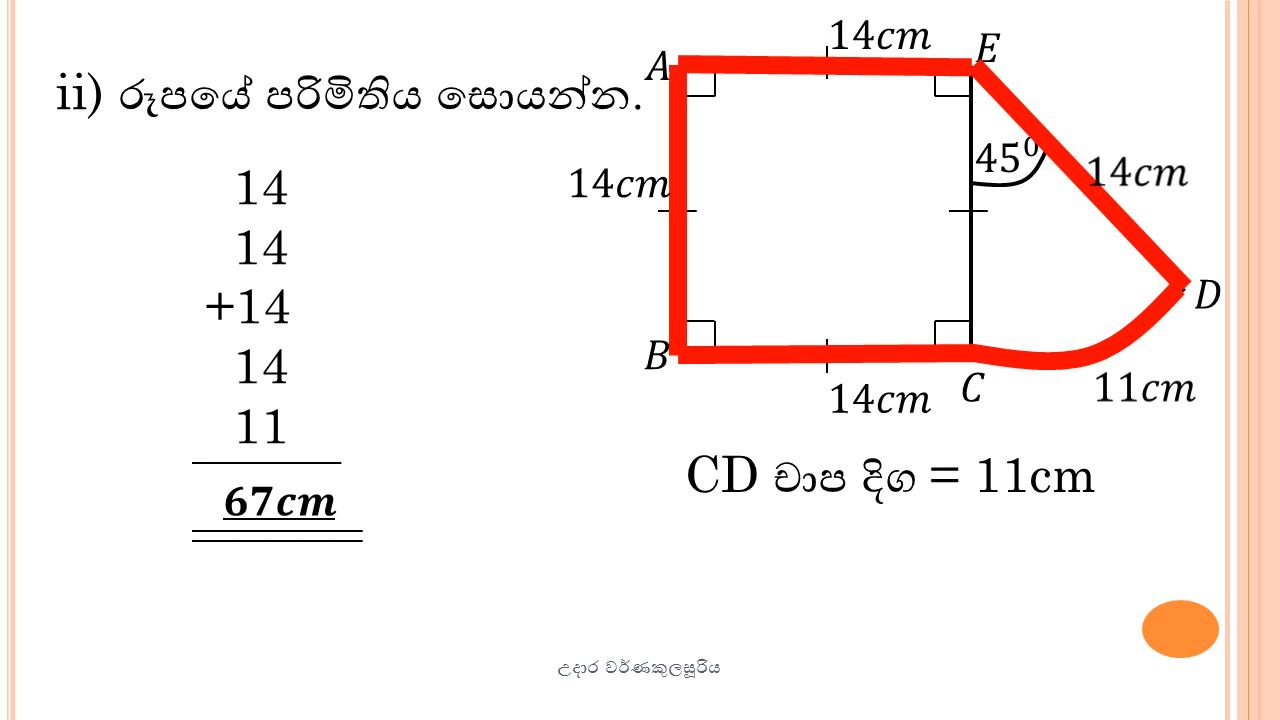 ii) රූපයේ පරිමිතිය සොයන්න.
14
14
+14
14
11
67cm
14cm
A
E
45⁰
14cm
14cm
D
B
14cm
C
11cm
CD චාප දිග = 11cm
උදාර වර්ණකුලසූරිය